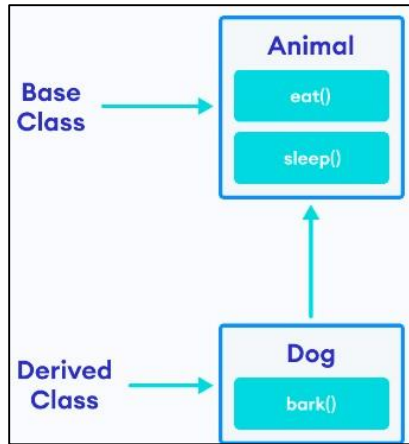 Animal
Base
Class
eat()
sleep()
Derived
Class
Dog
bark()